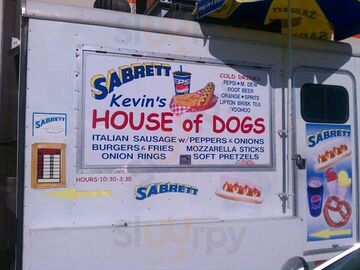 SABRETT
Kevin's
HOUSE of DOGS
ITALIAN SAUSAGE w/ PEPPERS & ONIONS
BURGERS & FRIES MOZZARELLA STICKS
ONION RINGS SOFT PRETZELS
COLD DRINKS
PEPSI • M. DEW
ROOT BEER
ORANGE • SPRITE
LIPTON BRISK TEA
YOOHOO
SABRETT
HOURS: 10:30-3:30
SABRETT
SABRETT
sluurpy